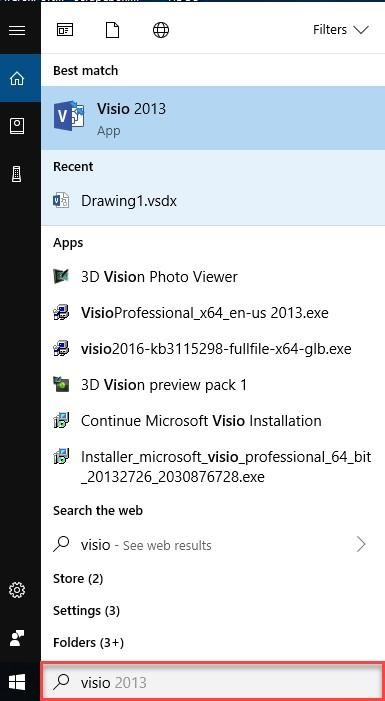 Filters
Best match
Visio 2013
App
Recent
Drawing1.vsdx
Apps
3D Vision Photo Viewer
VisioProfessional_x64_en-us 2013.exe
visio2016-kb3115298-fullfile-x64-glb.exe
3D Vision preview pack 1
Continue Microsoft Visio Installation
Installer_microsoft_visio_professional_64_bit
_20132726_2030876728.exe
Search the web
visio - See web results
Store (2)
Settings (3)
Folders (3+)
visio 2013